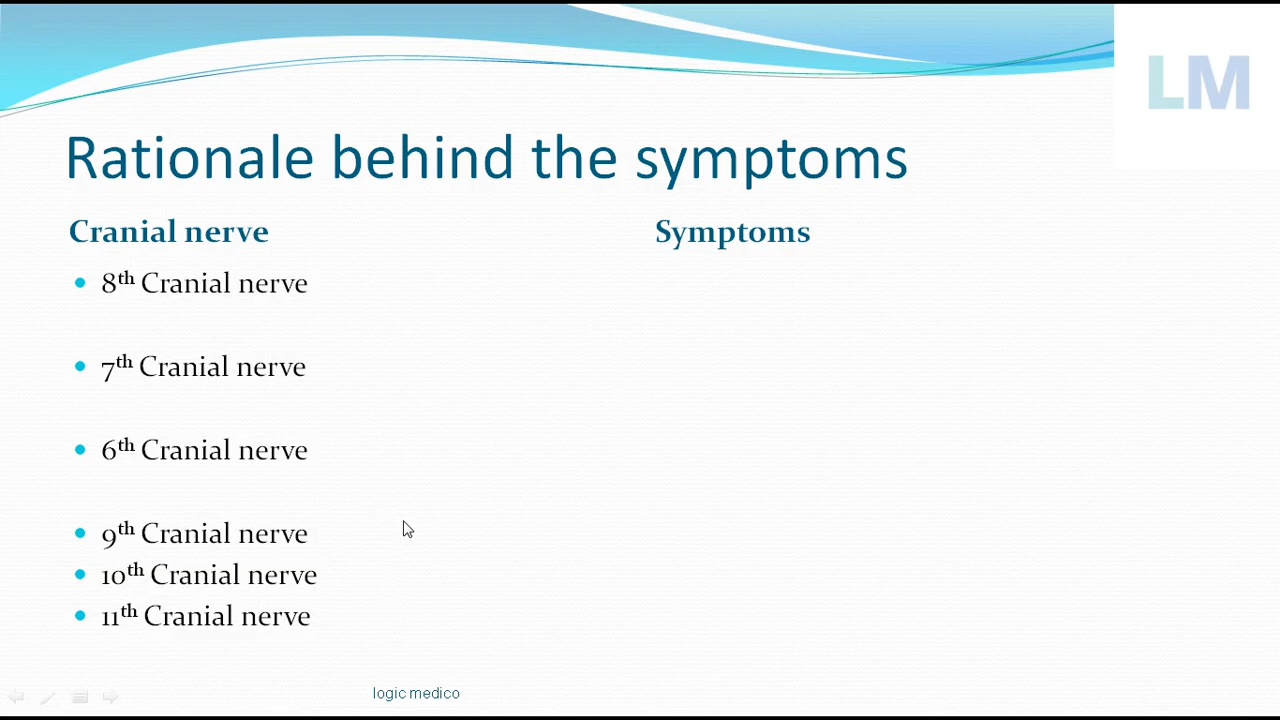 LM
Rationale behind the symptoms
Cranial nerve
Symptoms
• 8th Cranial nerve
• 7th Cranial nerve
• 6th Cranial nerve
• 9th Cranial nerve
• 10th Cranial nerve
• 11th Cranial nerve
logic medico